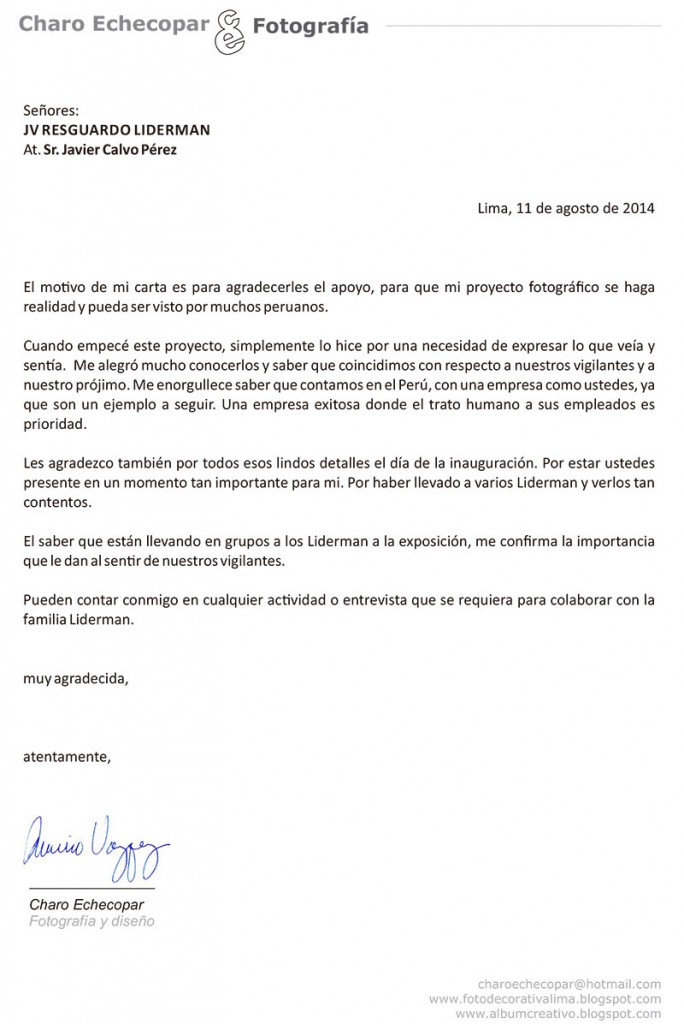 Charo Echecopar CE Fotografía
Señores:
JV RESGUARDO LIDERMAN
At. Sr. Javier Calvo Pérez
Lima, 11 de agosto de 2014
El motivo de mi carta es para agradecerles el apoyo, para que mi proyecto fotográfico se haga
realidad y pueda ser visto por muchos peruanos.
Cuando empecé este proyecto, simplemente lo hice por una necesidad de expresar lo que veía y
sentía. Me alegró mucho conocerlos y saber que coincidimos con respecto a nuestros vigilantes y a
nuestro prójimo. Me enorgullece saber que contamos en el Perú, con una empresa como ustedes, ya
que son un ejemplo a seguir. Una empresa exitosa donde el trato humano a sus empleados es
prioridad.
Les agradezco también por todos esos lindos detalles el día de la inauguración. Por estar ustedes
presente en un momento tan importante para mi. Por haber llevado a varios Liderman y verlos tan
contentos.
El saber que están llevando en grupos a los Liderman a la exposición, me confirma la importancia
que le dan al sentir de nuestros vigilantes.
Pueden contar conmigo en cualquier actividad o entrevista que se requiera para colaborar con la
familia Liderman.
muy agradecida,
atentamente,
Charo Echecopar
Fotografía y diseño
charoechecopar@hotmail.com
www.fotodecorativalima.blogspot.com
www.albumcreativo.blogspot.com